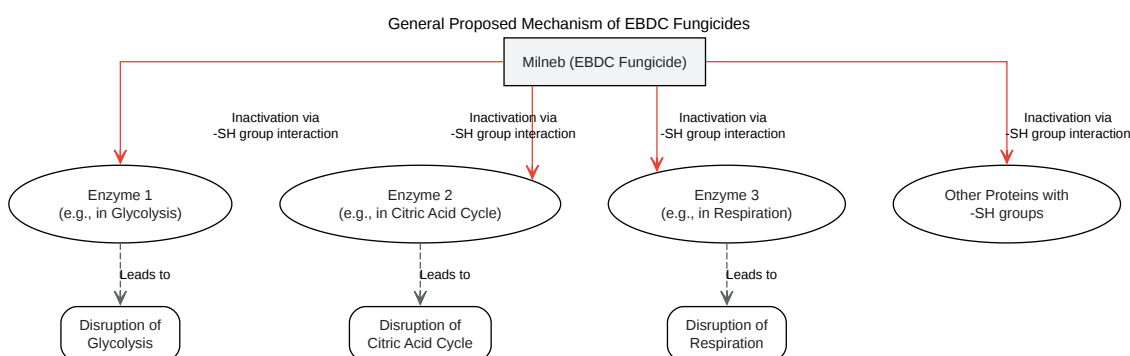 General Proposed Mechanism of EBDC Fungicides
Milneb (EBDC Fungicide)
Inactivation via
-SH group interaction
Inactivation via
-SH group interaction
Inactivation via
-SH group interaction
Inactivation via
-SH group interaction
Enzyme 1
(e.g., in Glycolysis)
Enzyme 2
(e.g., in Citric Acid Cycle)
Enzyme 3
(e.g., in Respiration)
Other Proteins with
-SH groups
Leads to
Leads to
Leads to
Disruption of
Glycolysis
Disruption of
Citric Acid Cycle
Disruption of
Respiration